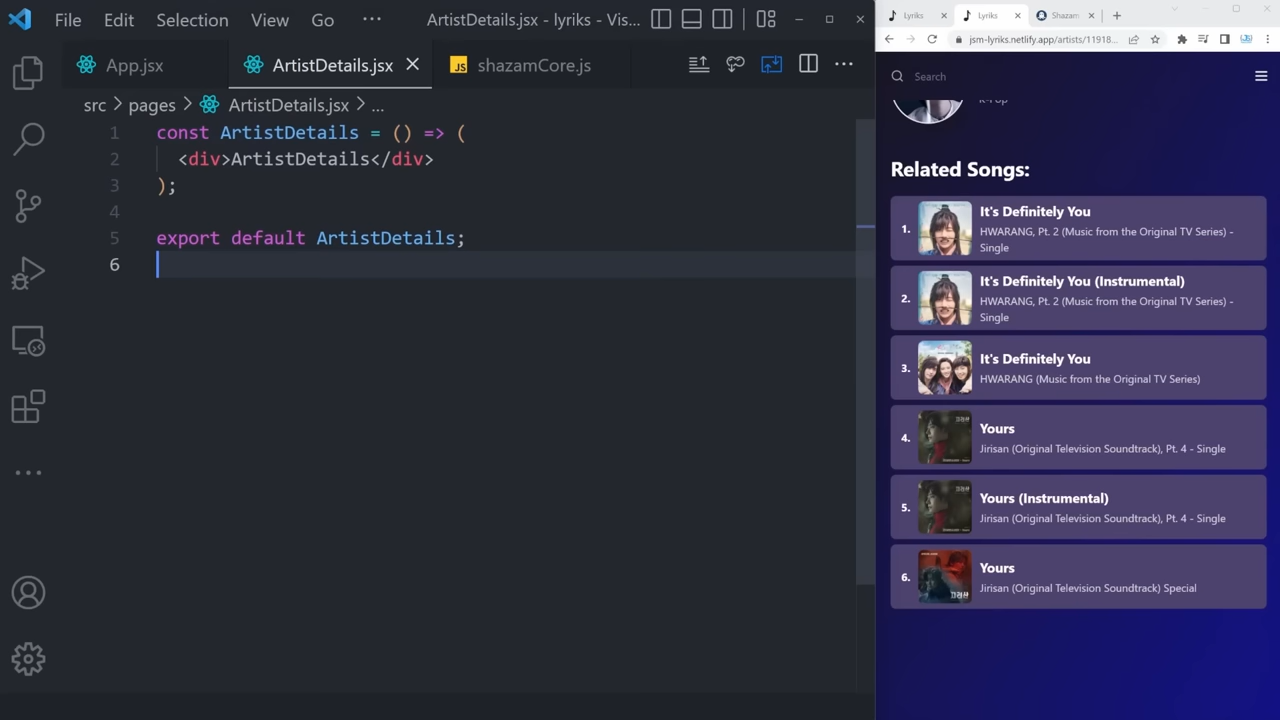 File Edit Selection View Go ··· ArtistDetails.jsx - lyriks - Vis...
App.jsx
ArtistDetails.jsx
JS shazamCore.js
src > pages > ArtistDetails.jsx > ...
1 const ArtistDetails = () => (
2 <div>ArtistDetails</div>
3 );
4
5 export default ArtistDetails;
6
Lyriks
Lyriks
Shazam
jsm-lyriks.netlify.app/artists/11918...
Search
K-Pop
Related Songs:
1.
It's Definitely You
HWARANG, Pt. 2 (Music from the Original TV Series) -
Single
2.
It's Definitely You (Instrumental)
HWARANG, Pt. 2 (Music from the Original TV Series) -
Single
3.
It's Definitely You
HWARANG (Music from the Original TV Series)
4.
Yours
Jirisan (Original Television Soundtrack), Pt. 4 - Single
5.
Yours (Instrumental)
Jirisan (Original Television Soundtrack), Pt. 4 - Single
6.
Yours
Jirisan (Original Television Soundtrack) Special